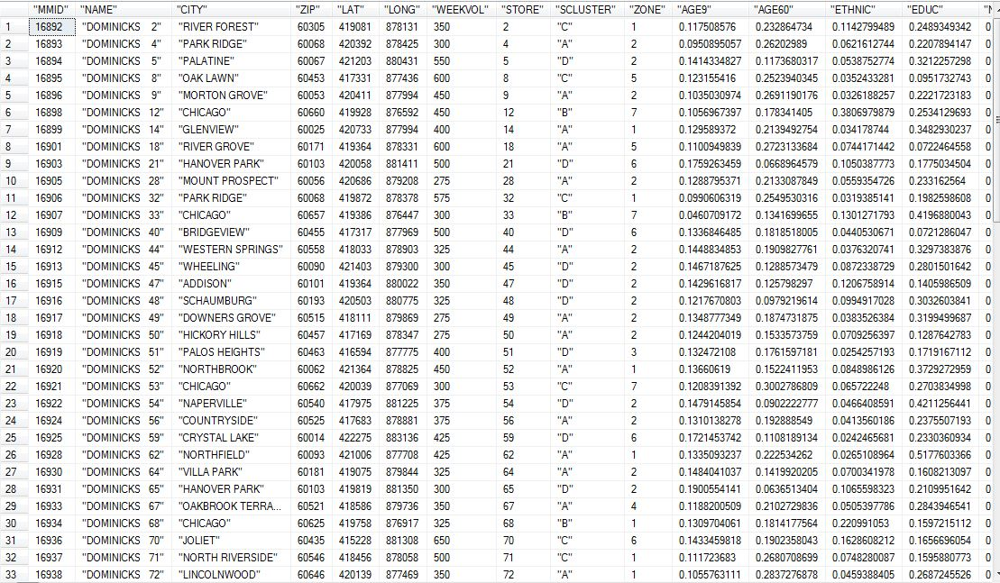 "MMID" "NAME" "CITY" "ZIP" "LAT" "LONG" "WEEKVOL" "STORE" "SCLUSTER" "ZONE" "AGE9" "AGE60" "ETHNIC" "EDUC"
1 16892 "DOMINICKS 2" "RIVER FOREST" 60305 419081 878131 350 2 "C" 1 0.117508576 0.232864734 0.1142799489 0.2489349342 0
2 16893 "DOMINICKS 4" "PARK RIDGE" 60068 420392 878425 300 4 "A" 2 0.0950895057 0.26202989 0.0621612744 0.2207894147 0
3 16894 "DOMINICKS 5" "PALATINE" 60067 421203 880431 550 5 "D" 2 0.1414334827 0.1173680317 0.0538752774 0.3212257298 0
4 16895 "DOMINICKS 8" "OAK LAWN" 60453 417331 877436 600 8 "C" 5 0.123155416 0.2523940345 0.0352433281 0.0951732743 0
5 16896 "DOMINICKS 9" "MORTON GROVE" 60053 420411 877994 450 9 "A" 2 0.1035030974 0.2691190176 0.0326188257 0.2221723183 0
6 16898 "DOMINICKS 12" "CHICAGO" 60660 419928 876592 450 12 "B" 7 0.1056967397 0.178341405 0.3806979879 0.2534129693 0
7 16899 "DOMINICKS 14" "GLENVIEW" 60025 420733 877994 400 14 "A" 1 0.129589372 0.2139492754 0.034178744 0.3482930237 0
8 16901 "DOMINICKS 18" "RIVER GROVE" 60171 419364 878331 600 18 "A" 5 0.1100949839 0.2723133684 0.0744171442 0.0722464558 0
9 16903 "DOMINICKS 21" "HANOVER PARK" 60103 420058 881411 500 21 "D" 6 0.1759263459 0.0668964579 0.1050387773 0.1775034504 0
10 16905 "DOMINICKS 28" "MOUNT PROSPECT" 60056 420686 879208 275 28 "A" 2 0.1288795371 0.2133087849 0.0559354726 0.233162564 0
11 16906 "DOMINICKS 32" "PARK RIDGE" 60068 419872 878378 575 32 "C" 1 0.0990606319 0.2549530316 0.0319385141 0.1982598608 0
12 16907 "DOMINICKS 33" "CHICAGO" 60657 419386 876447 300 33 "B" 7 0.0460709172 0.1341699655 0.1301271793 0.4196880043 0
13 16909 "DOMINICKS 40" "BRIDGEVIEW" 60455 417317 877969 500 40 "D" 6 0.1336846485 0.1818518005 0.0440530671 0.0721286047 0
14 16912 "DOMINICKS 44" "WESTERN SPRINGS" 60558 418033 878903 325 44 "A" 2 0.1448834853 0.1909827761 0.0376320741 0.3297383876 0
15 16913 "DOMINICKS 45" "WHEELING" 60090 421403 879300 300 45 "D" 2 0.1467187625 0.1288573479 0.0872338729 0.2801501642 0
16 16915 "DOMINICKS 47" "ADDISON" 60101 419364 880022 350 47 "D" 2 0.1429616817 0.125798297 0.1206758914 0.1405986509 0
17 16916 "DOMINICKS 48" "SCHAUMBURG 60193 420503 880775 325 48 "D" 2 0.1217670803 0.0979219614 0.0994917028 0.3032603841 0
18 16917 "DOMINICKS 49" "DOWNERS GROVE" 60515 418111 879869 275 49 "A" 2 0.1348777349 0.1874731875 0.0383526384 0.3199499687 0
19 16918 "DOMINICKS 50" "HICKORY HILLS" 60457 417169 878347 275 50 "A" 2 0.1244204019 0.1533573759 0.0709256397 0.1287642783 0
20 16919 "DOMINICKS 51" "PALOS HEIGHTS" 60463 416594 877775 400 51 "D" 3 0.132472108 0.1761597181 0.0254257193 0.1719167112 0
21 16920 "DOMINICKS 52" "NORTHBROOK" 60062 421364 878825 450 52 "A" 1 0.13660619 0.1522411953 0.0848986126 0.3729272959 0
22 16921 "DOMINICKS 53" "CHICAGO" 60662 420039 877069 300 53 "C" 7 0.1208391392 0.3002786809 0.065722248 0.2703834998 0
23 16922 "DOMINICKS 54" "NAPERVILLE" 60540 417975 881225 375 54 "D" 2 0.1479145854 0.0902222777 0.0466408591 0.4211256441 0
24 16924 "DOMINICKS 56" "COUNTRYSIDE" 60525 417683 878881 375 56 "A" 2 0.1310138278 0.192888549 0.0413560186 0.2375507193 0
25 16925 "DOMINICKS 59" "CRYSTAL LAKE" 60014 422275 883136 425 59 "D" 6 0.1721453742 0.1108189134 0.0242465681 0.2330360934 0
26 16928 "DOMINICKS 62" "NORTHFIELD" 60093 421006 877708 425 62 "A" 1 0.1335093237 0.222534262 0.0265108964 0.5177603366 0
27 16930 "DOMINICKS 64" "VILLA PARK" 60181 419075 879844 325 64 "A" 2 0.1484041037 0.1419920205 0.0700341978 0.1608213097 0
28 16931 "DOMINICKS 65" "HANOVER PARK" 60103 419819 881350 300 65 "D" 2 0.1900554141 0.0636513404 0.1065598323 0.2109951642 0
29 16933 "DOMINICKS 67" "OAKBROOK TERRA... 60521 418586 879736 350 67 "A" 4 0.1188200509 0.2102729836 0.0505397786 0.2843946541 0
30 16934 "DOMINICKS 68" "CHICAGO" 60625 419758 876917 325 68 "B" 1 0.1309704061 0.1814177564 0.220991053 0.1597215112 0
31 16936 "DOMINICKS 70" "JOLIET" 60435 415228 881308 650 70 "C" 6 0.1433459818 0.1902358043 0.1628608212 0.1656696054 0
32 16937 "DOMINICKS 71" "NORTH RIVERSIDE" 60546 418456 878058 500 71 "C" 1 0.111723683 0.2680708699 0.0748280087 0.1595880773 0
33 16938 "DOMINICKS 72" "LINCOLNWOOD" 60646 420139 877469 350 72 "A" 1 0.1055763111 0.2837276878 0.0459388405 0.2687245526 0